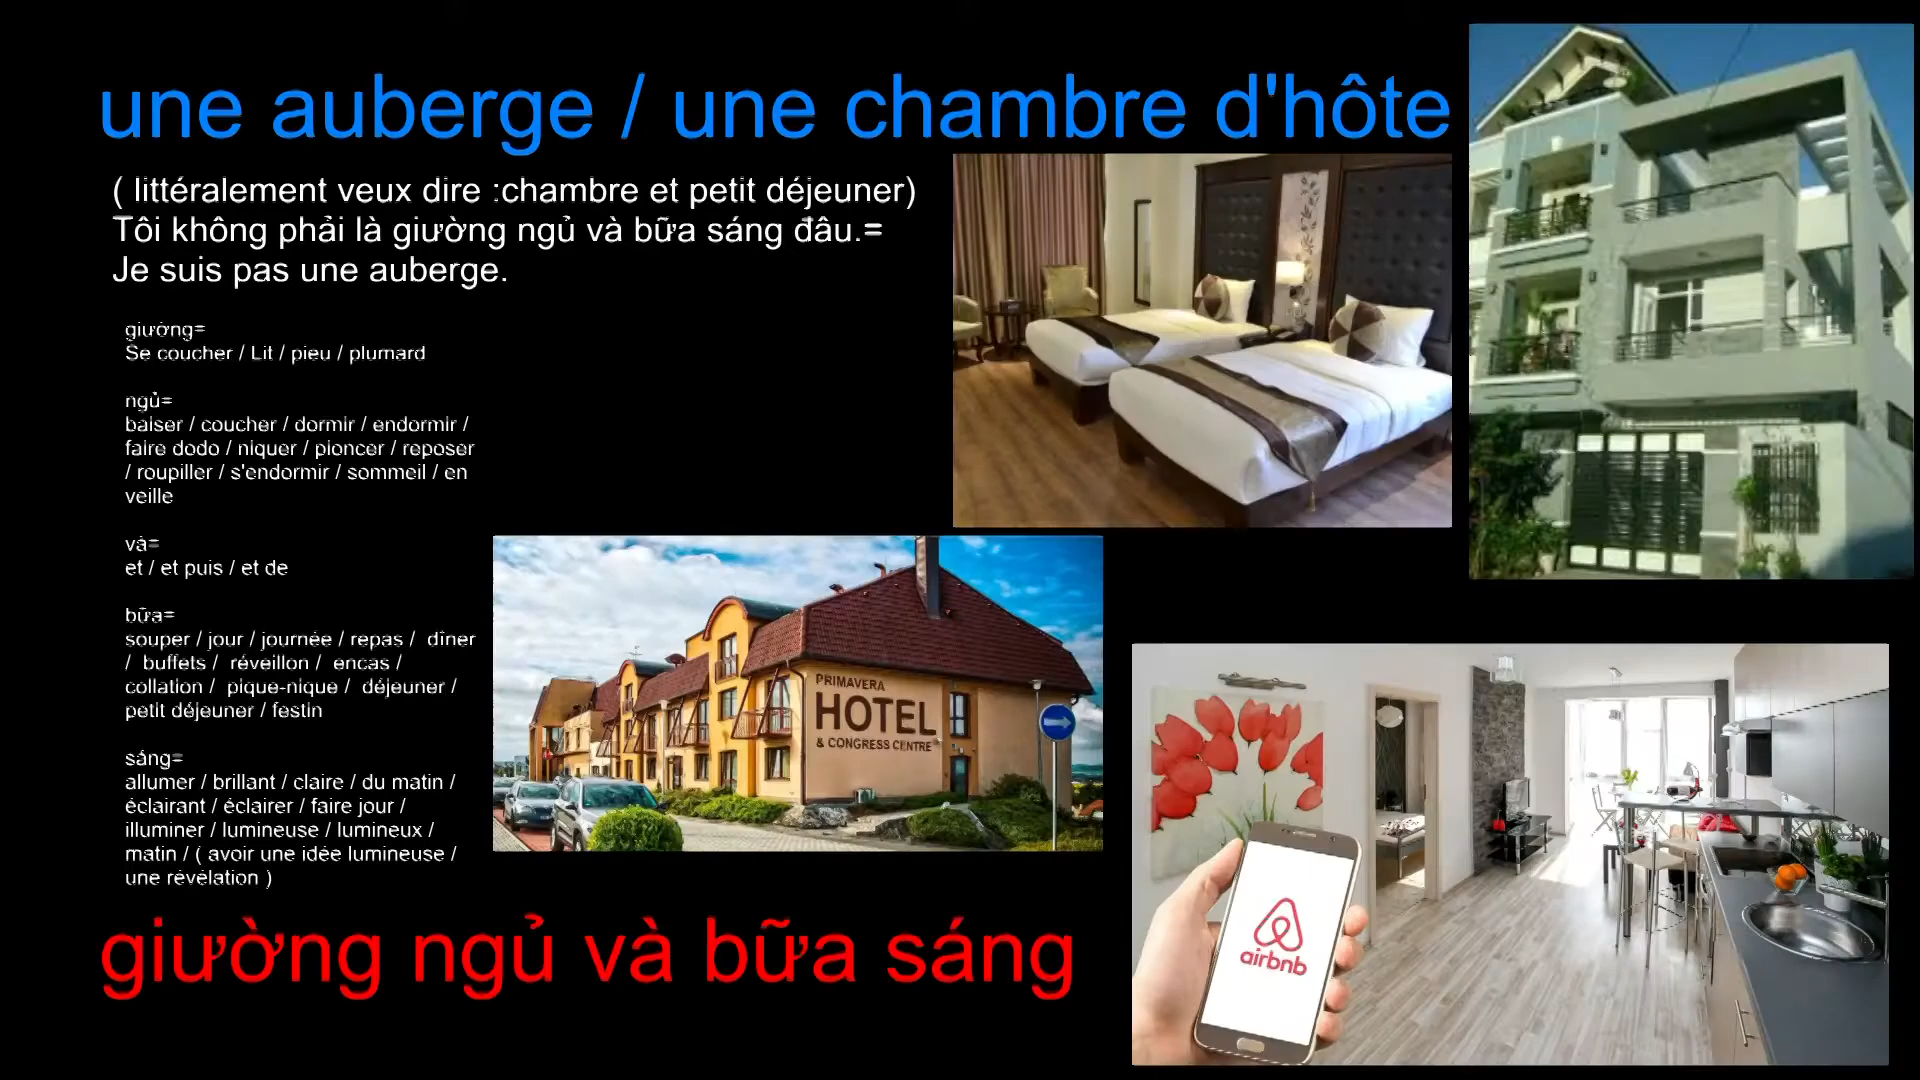 une auberge / une chambre d'hôte
( littéralement veux dire :chambre et petit déjeuner)
Tôi không phải là giường ngủ và bữa sáng đâu.=
Je suis pas une auberge.
giường=
Se coucher / Lit / pieu / plumard
ngủ=
baiser / coucher / dormir / endormir /
faire dodo / niquer / pioncer / reposer
/ roupiller / s'endormir / sommeil / en
veille
và=
et / et puis / et de
bữa=
souper / jour / journée / repas /  dîner
/  buffets /  réveillon /  encas /
collation /  pique-nique /  déjeuner /
petit déjeuner / festin
sáng=
allumer / brillant / claire / du matin /
éclairant / éclairer / faire jour /
illuminer / lumineuse / lumineux /
matin / ( avoir une idée lumineuse /
une révélation )
giường ngủ và bữa sáng
PRIMAVERA
HOTEL
& CONGRESS CENTRE
airbnb